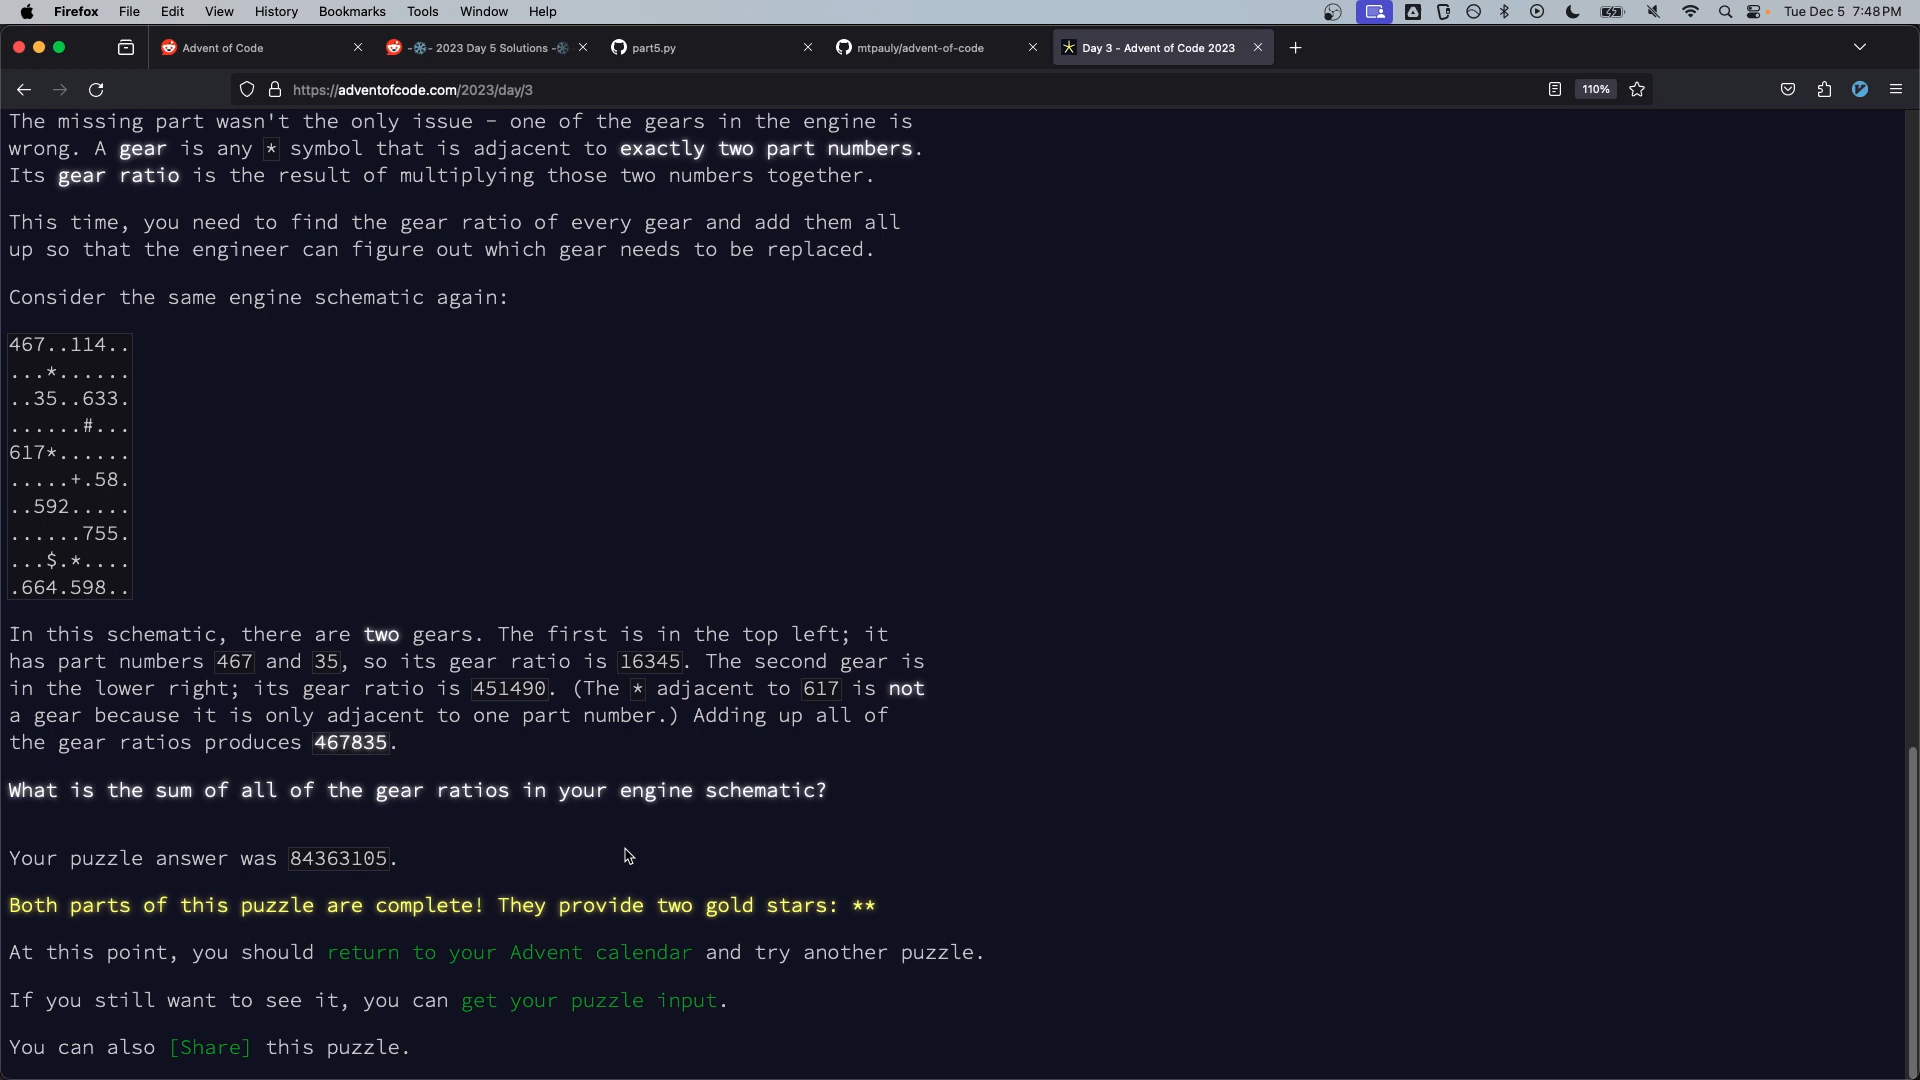 Firefox File Edit View History Bookmarks Tools Window Help Tue Dec 5 7:48 PM
Advent of Code
- 2023 Day 5 Solutions -
part5.py
mtpauly/advent-of-code
Day 3 - Advent of Code 2023
https://adventofcode.com/2023/day/3 110%
The missing part wasn't the only issue - one of the gears in the engine is
wrong. A gear is any * symbol that is adjacent to exactly two part numbers.
Its gear ratio is the result of multiplying those two numbers together.
This time, you need to find the gear ratio of every gear and add them all
up so that the engineer can figure out which gear needs to be replaced.
Consider the same engine schematic again:
467..114..
...*......
..35..633.
......#...
617*......
.....+.58.
..592.....
......755.
...$.*....
.664.598..
In this schematic, there are two gears. The first is in the top left; it
has part numbers 467 and 35, so its gear ratio is 16345. The second gear is
in the lower right; its gear ratio is 451490. (The * adjacent to 617 is not
a gear because it is only adjacent to one part number.) Adding up all of
the gear ratios produces 467835.
What is the sum of all of the gear ratios in your engine schematic?
Your puzzle answer was 84363105.
Both parts of this puzzle are complete! They provide two gold stars: **
At this point, you should return to your Advent calendar and try another puzzle.
If you still want to see it, you can get your puzzle input.
You can also [Share] this puzzle.